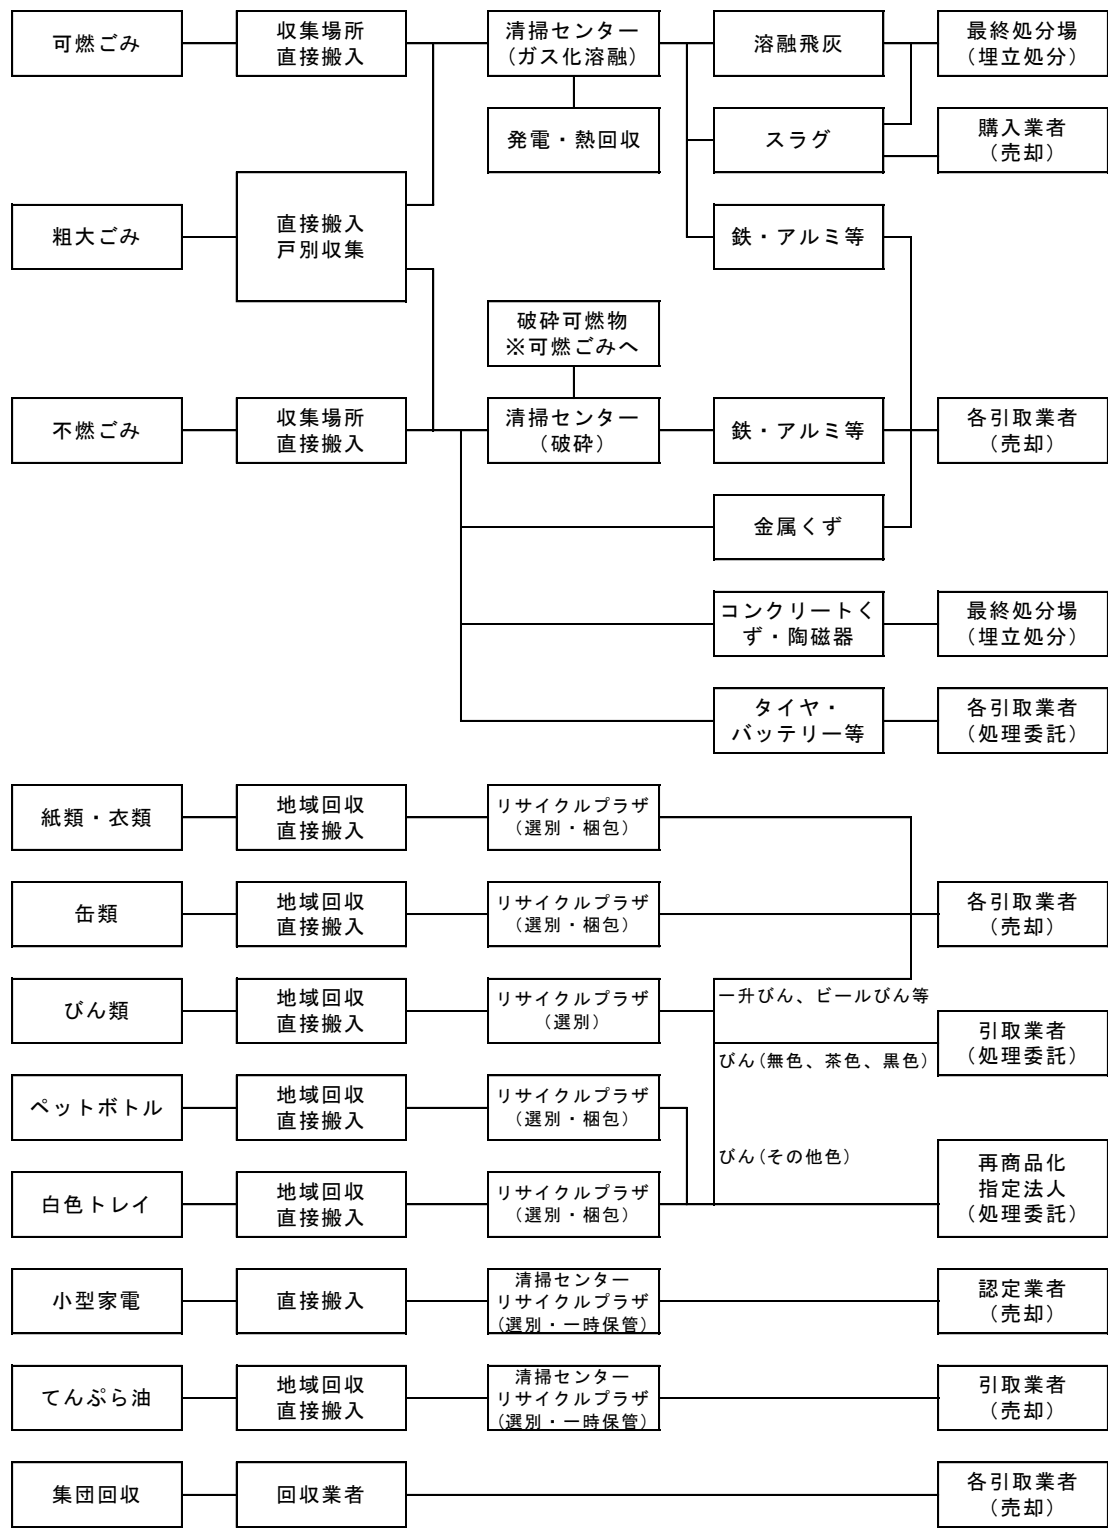 可燃ごみ
収集場所
直接搬入
清掃センター
(ガス化溶融)
溶融飛灰
最終処分場
(埋立処分)
発電・熱回収
スラグ
購入業者
(売却)
粗大ごみ
直接搬入
戸別収集
鉄・アルミ等
破砕可燃物
※可燃ごみへ
不燃ごみ
収集場所
直接搬入
清掃センター
(破砕)
鉄・アルミ等
各引取業者
(売却)
金属くず
コンクリートく
ず・陶磁器
最終処分場
(埋立処分)
タイヤ・
バッテリー等
各引取業者
(処理委託)
紙類・衣類
地域回収
直接搬入
リサイクルプラザ
(選別・梱包)
缶類
地域回収
直接搬入
リサイクルプラザ
(選別・梱包)
各引取業者
(売却)
びん類
地域回収
直接搬入
リサイクルプラザ
(選別)
一升びん、ビールびん等
びん(無色、茶色、黒色)
引取業者
(処理委託)
ペットボトル
地域回収
直接搬入
リサイクルプラザ
(選別・梱包)
びん(その他色)
白色トレイ
地域回収
直接搬入
リサイクルプラザ
(選別・梱包)
再商品化
指定法人
(処理委託)
小型家電
直接搬入
清掃センター
リサイクルプラザ
(選別・一時保管)
認定業者
(売却)
てんぷら油
地域回収
直接搬入
清掃センター
リサイクルプラザ
(選別・一時保管)
引取業者
(売却)
集団回収
回収業者
各引取業者
(売却)